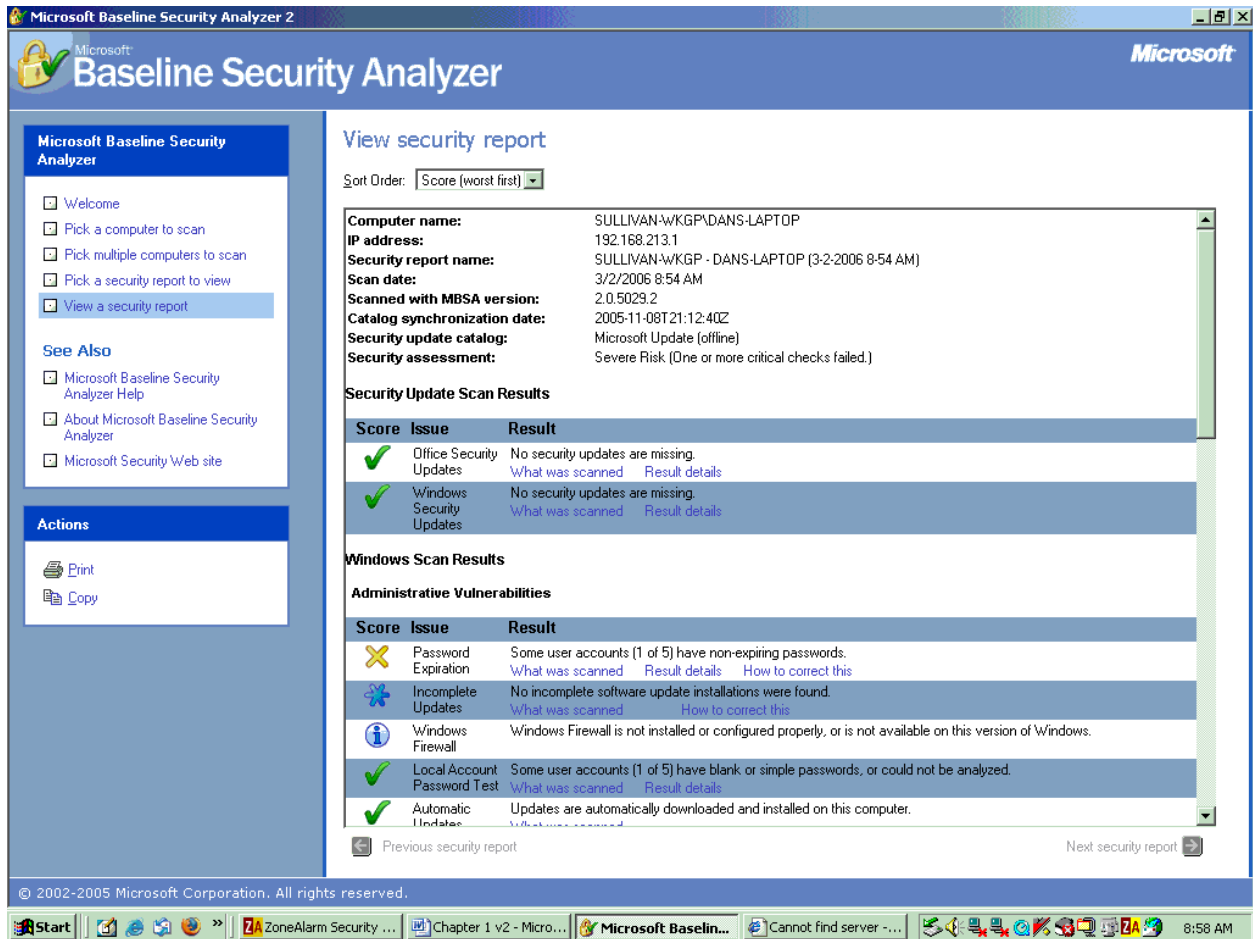 Microsoft Baseline Security Analyzer 2
Microsoft
Baseline Security Analyzer
Microsoft
Microsoft Baseline Security
Analyzer
Welcome
Pick a computer to scan
Pick multiple computers to scan
Pick a security report to view
View a security report
See Also
Microsoft Baseline Security
Analyzer Help
About Microsoft Baseline Security
Analyzer
Microsoft Security Web site
Actions
Print
Copy
View security report
Sort Order: Score (worst first)
Computer name: SULLIVAN-WKGP\DANS-LAPTOP
IP address: 192.168.213.1
Security report name: SULLIVAN-WKGP - DANS-LAPTOP (3-2-2006 8-54 AM)
Scan date: 3/2/2006 8:54 AM
Scanned with MBSA version: 2.0.5029.2
Catalog synchronization date: 2005-11-08T21:12:40Z
Security update catalog: Microsoft Update (offline)
Security assessment: Severe Risk (One or more critical checks failed.)
Security Update Scan Results
Score Issue Result
Office Security Updates No security updates are missing.
What was scanned Result details
Windows Security Updates No security updates are missing.
What was scanned Result details
Windows Scan Results
Administrative Vulnerabilities
Score Issue Result
Password Expiration Some user accounts (1 of 5) have non-expiring passwords.
What was scanned Result details How to correct this
Incomplete Updates No incomplete software update installations were found.
What was scanned How to correct this
Windows Firewall Windows Firewall is not installed or configured properly, or is not available on this version of Windows.
Local Account Password Test Some user accounts (1 of 5) have blank or simple passwords, or could not be analyzed.
What was scanned Result details
Automatic Updates Updates are automatically downloaded and installed on this computer.
What was scanned
Previous security report
Next security report
© 2002-2005 Microsoft Corporation. All rights reserved.
Start
ZA ZoneAlarm Security ...
Chapter 1 v2 - Micro...
Microsoft Baselin...
Cannot find server -...
ZA
8:58 AM